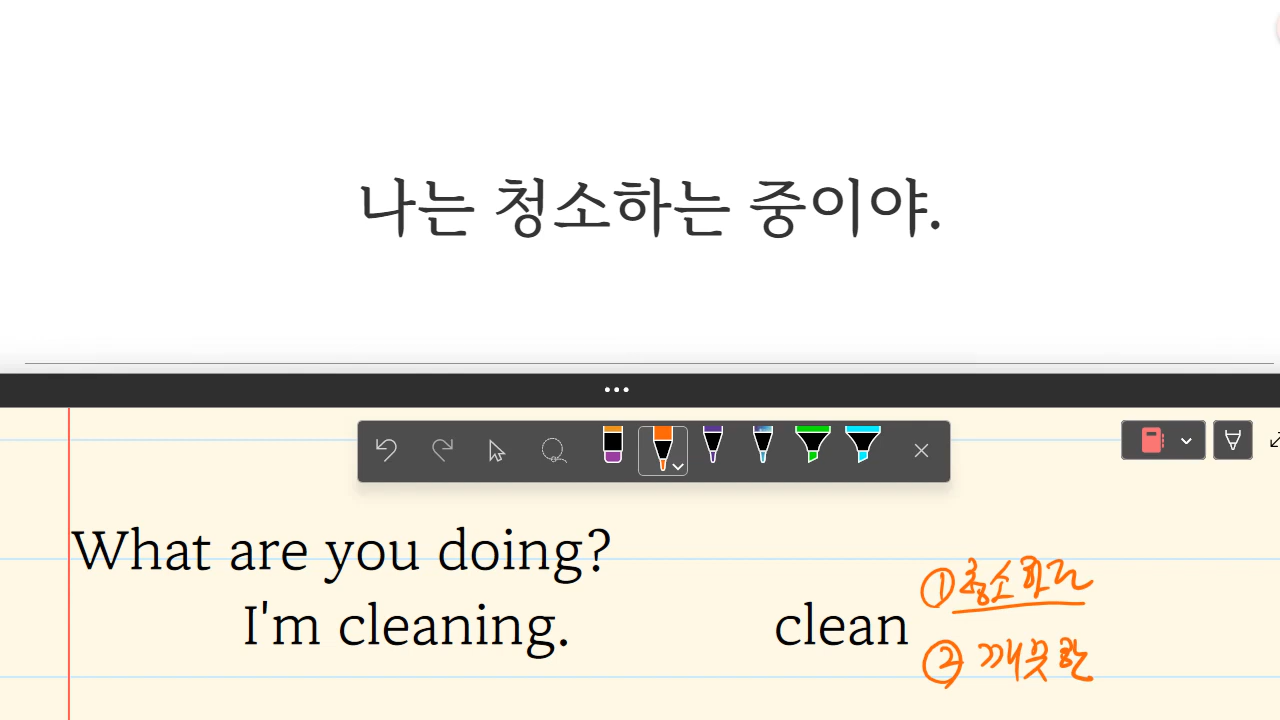 나는 청소하는 중이야.
What are you doing?
I'm cleaning.
clean
① 청소하다
② 깨끗한